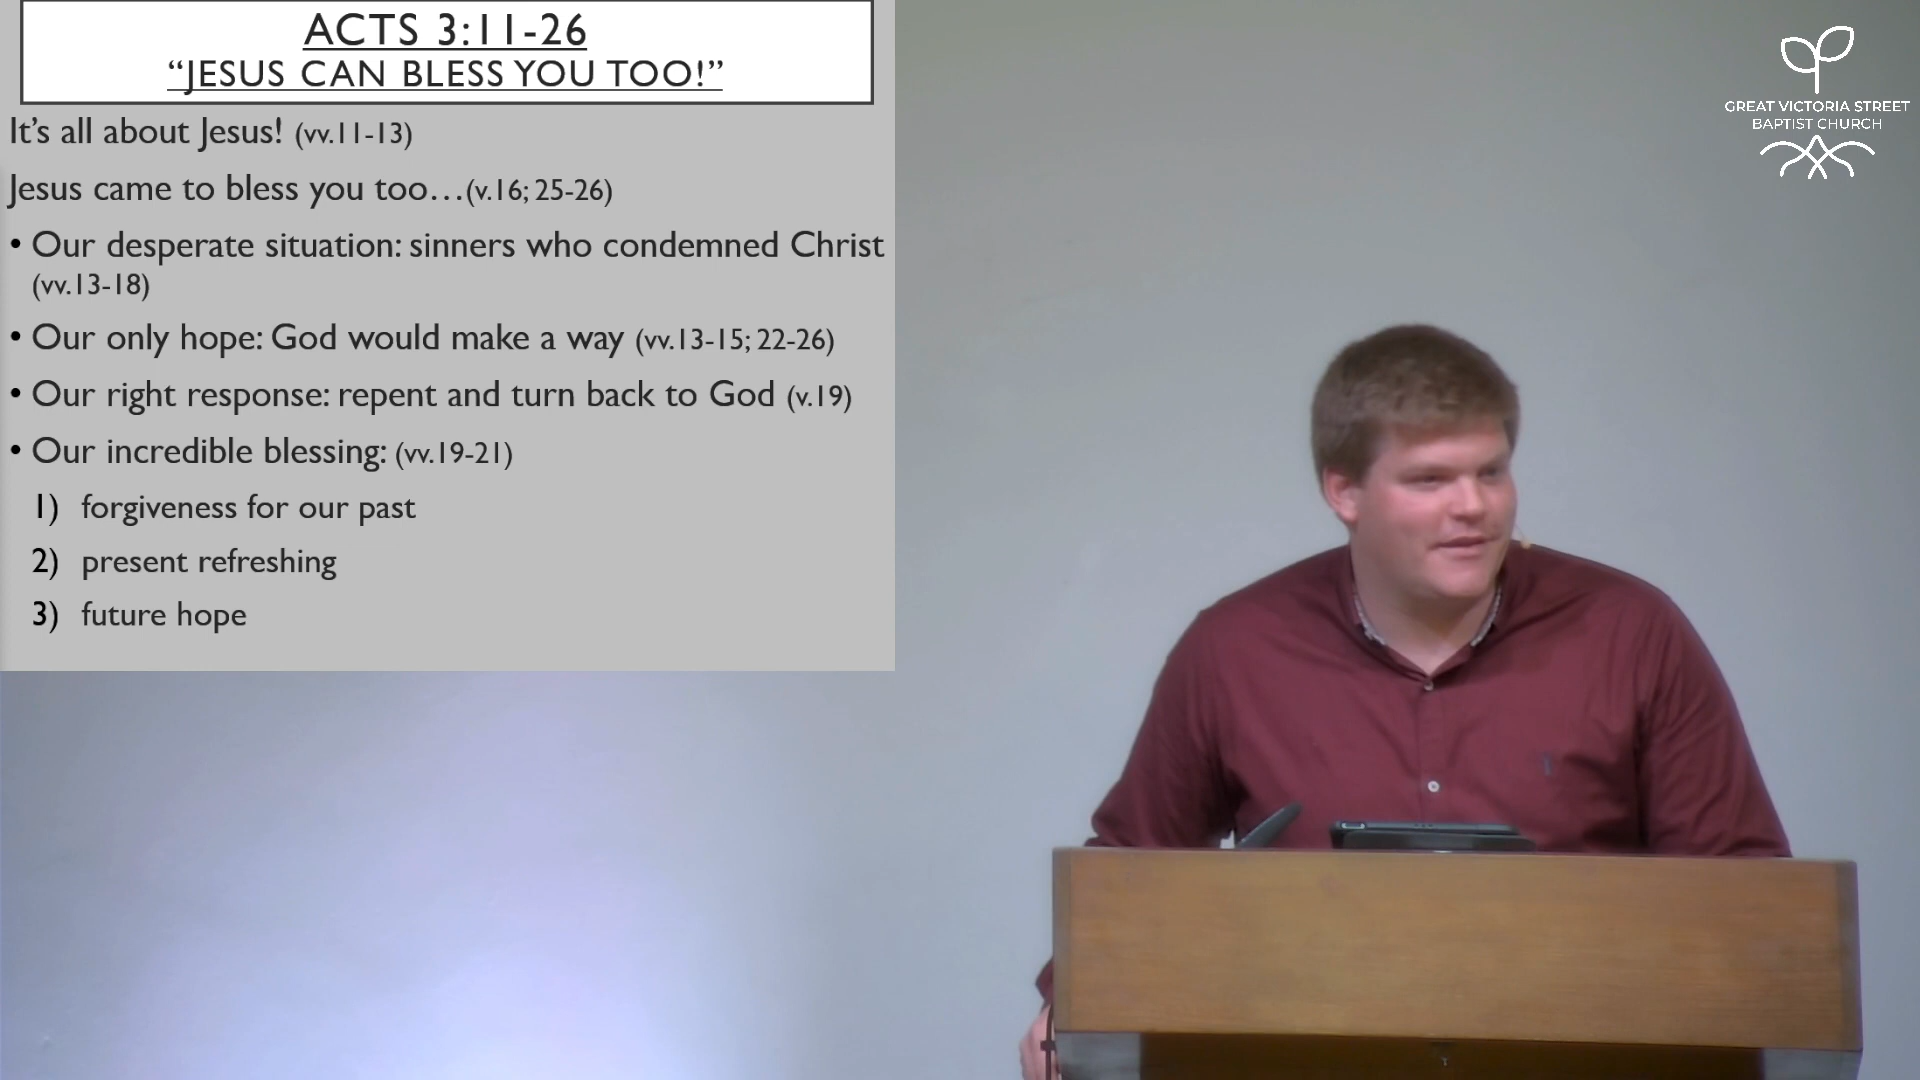 ACTS 3:11-26
“JESUS CAN BLESS YOU TOO!”
It’s all about Jesus! (vv.11-13)
Jesus came to bless you too…(v.16; 25-26)
• Our desperate situation: sinners who condemned Christ
(vv.13-18)
• Our only hope: God would make a way (vv.13-15; 22-26)
• Our right response: repent and turn back to God (v.19)
• Our incredible blessing: (vv.19-21)
1) forgiveness for our past
2) present refreshing
3) future hope
GREAT VICTORIA STREET
BAPTIST CHURCH